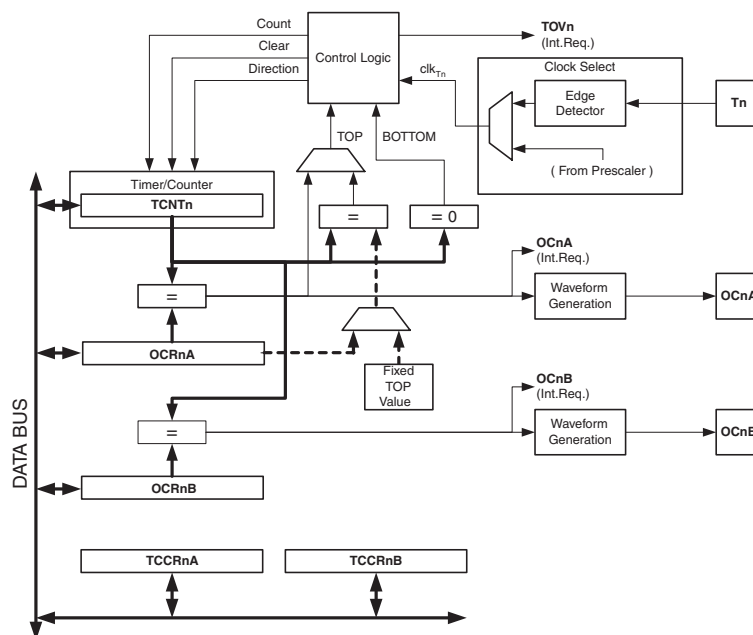 Count
Clear
Direction
Control Logic
TOVn
(Int.Req.)
clkTn
Clock Select
Edge
Detector
Tn
( From Prescaler )
TOP
BOTTOM
Timer/Counter
TCNTn
=
= 0
OCnA
(Int.Req.)
=
Waveform
Generation
OCnA
OCRnA
Fixed
TOP
Value
OCnB
(Int.Req.)
=
Waveform
Generation
OCnB
OCRnB
DATA BUS
TCCRnA
TCCRnB